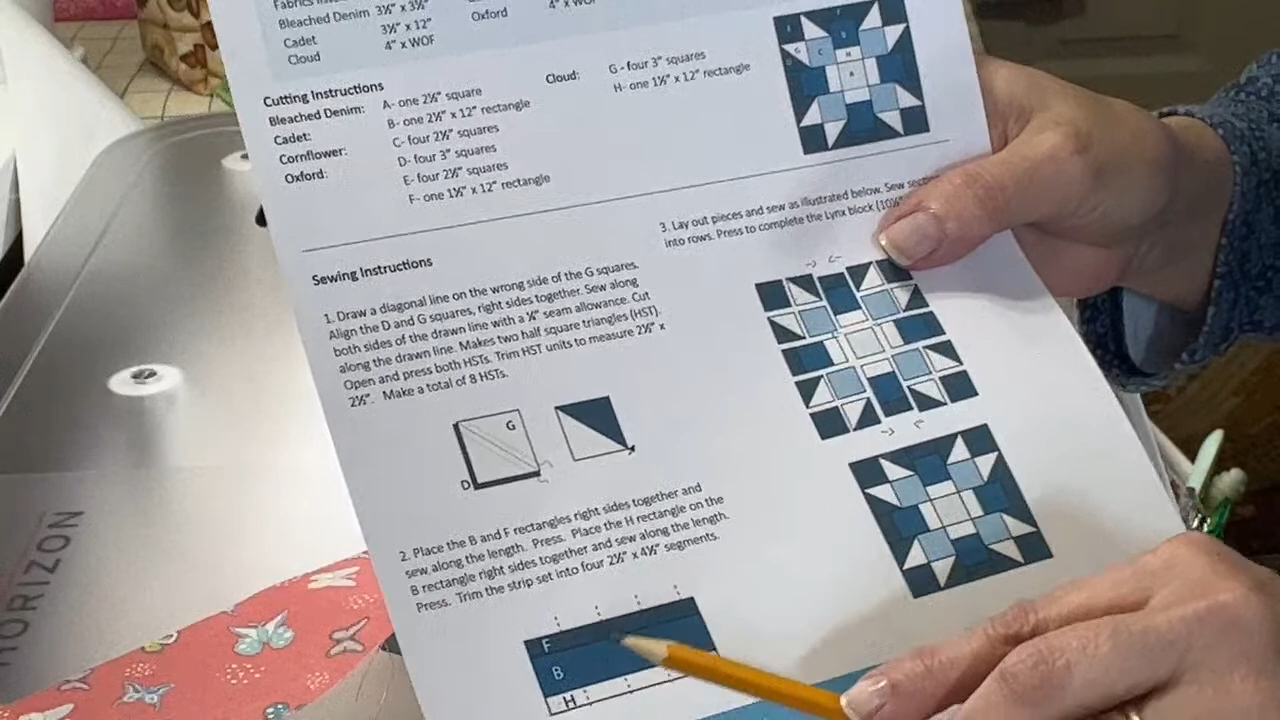 Bleached Denim 3½" x 3½"
Cadet 3½" x 12"
Cloud 4" x WOF
Oxford 4" x WOF
Cutting Instructions
Bleached Denim: A- one 2½" square
Cadet: B- one 2½" x 12" rectangle
Cornflower: C- four 2½" squares
Oxford: D- four 3" squares
E- four 2½" squares
F- one 1½" x 12" rectangle
Cloud: G - four 3" squares
H- one 1½" x 12" rectangle
Sewing Instructions
1. Draw a diagonal line on the wrong side of the G squares.
Align the D and G squares, right sides together. Sew along
both sides of the drawn line with a ¼" seam allowance. Cut
along the drawn line. Makes two half square triangles (HST).
Open and press both HSTs. Trim HST units to measure 2½" x
2½". Make a total of 8 HSTs.
G
D
2. Place the B and F rectangles right sides together and
sew along the length. Press. Place the H rectangle on the
B rectangle right sides together and sew along the length.
Press. Trim the strip set into four 2½" x 4½" segments.
F
B
H
3. Lay out pieces and sew as illustrated below. Sew
into rows. Press to complete the Lynx block (10½"
HORIZON